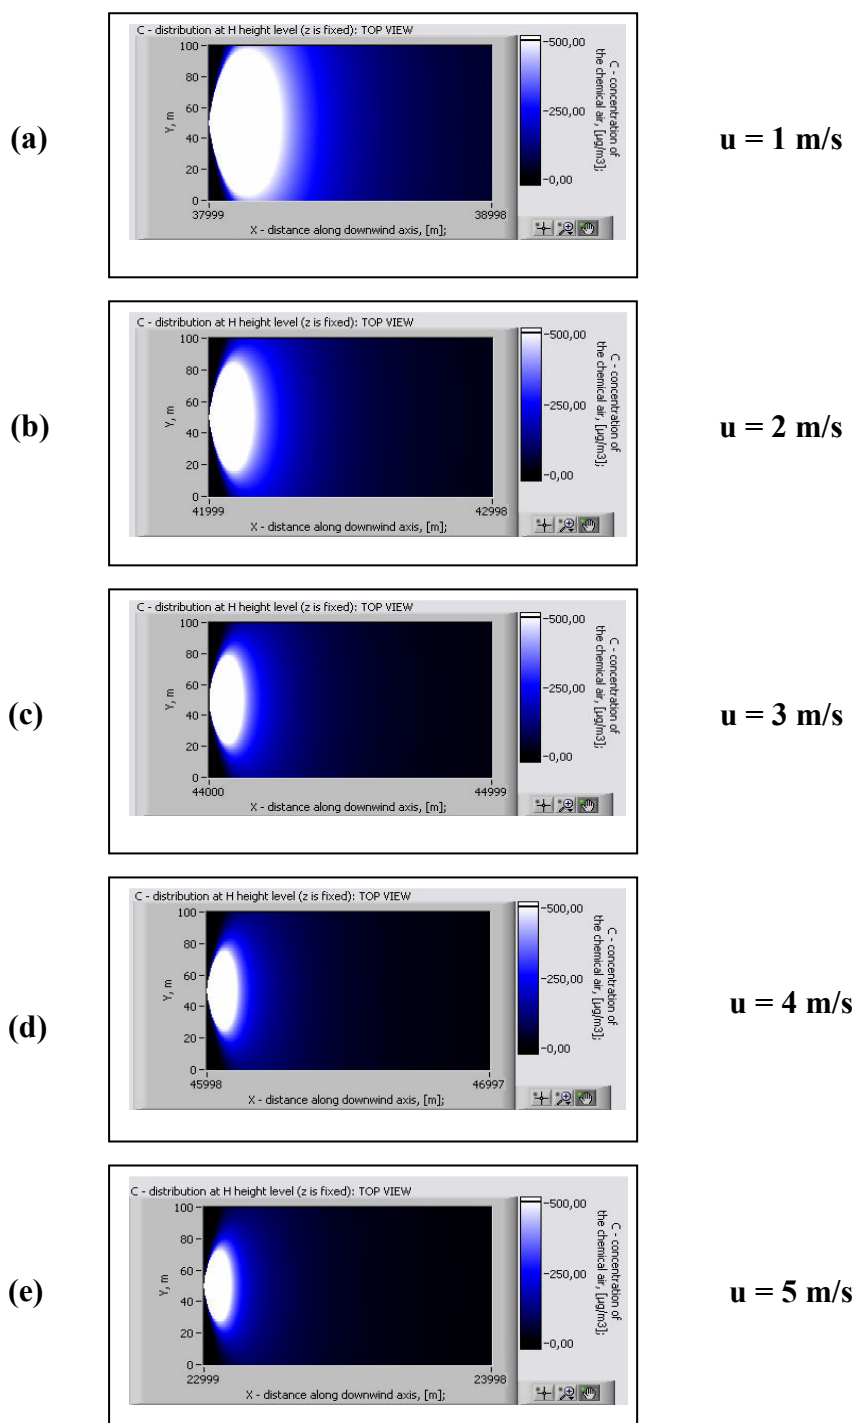 (a)
C - distribution at H height level (z is fixed): TOP VIEW
100
80
60
40
20
0
Y, m
37999
38998
X - distance along downwind axis, [m];
500,00
250,00
0,00
C - concentration of
the chemical air, [µg/m3];
u = 1 m/s
(b)
C - distribution at H height level (z is fixed): TOP VIEW
100
80
60
40
20
0
Y, m
41999
42998
X - distance along downwind axis, [m];
500,00
250,00
0,00
C - concentration of
the chemical air, [µg/m3];
u = 2 m/s
(c)
C - distribution at H height level (z is fixed): TOP VIEW
100
80
60
40
20
0
Y, m
44000
44999
X - distance along downwind axis, [m];
500,00
250,00
0,00
C - concentration of
the chemical air, [µg/m3];
u = 3 m/s
(d)
C - distribution at H height level (z is fixed): TOP VIEW
100
80
60
40
20
0
Y, m
45998
46997
X - distance along downwind axis, [m];
500,00
250,00
0,00
C - concentration of
the chemical air, [µg/m3];
u = 4 m/s
(e)
C - distribution at H height level (z is fixed): TOP VIEW
100
80
60
40
20
0
Y, m
22999
23998
X - distance along downwind axis, [m];
500,00
250,00
0,00
C - concentration of
the chemical air, [µg/m3];
u = 5 m/s